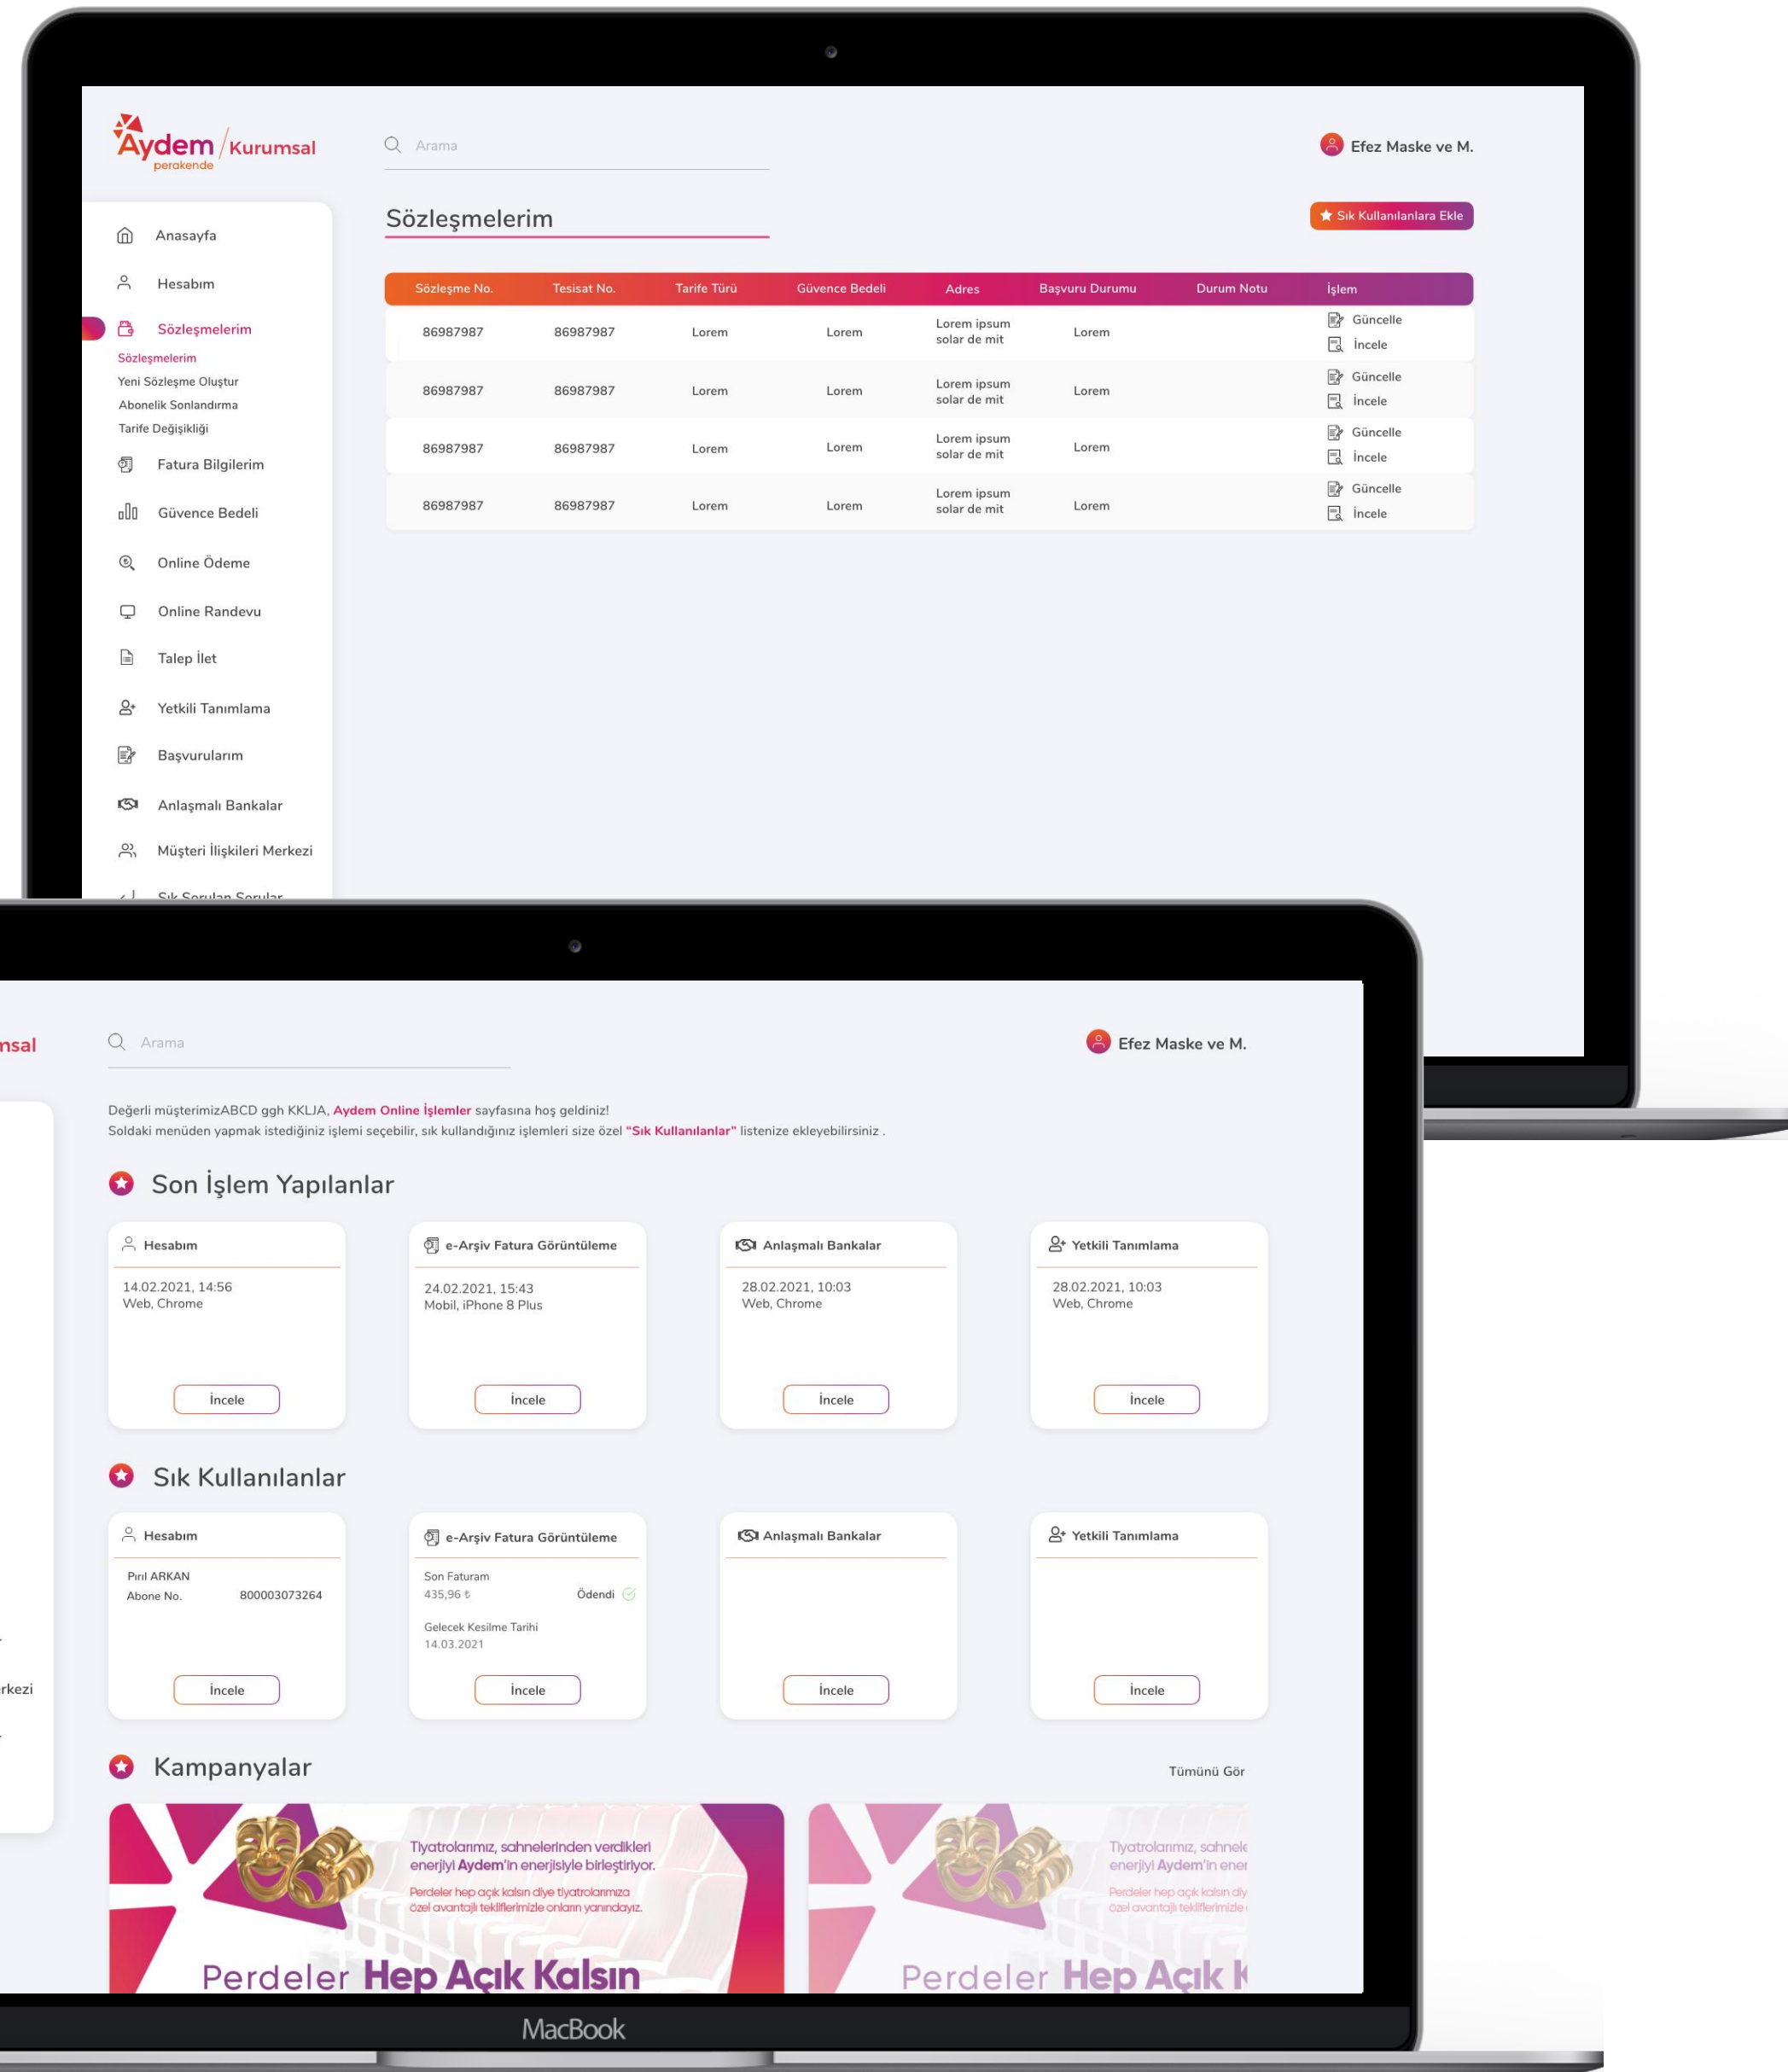 Aydem
perakende
Kurumsal
Arama
Efez Maske ve M.
Sözleşmelerim
Sık Kullanılanlara Ekle
Anasayfa
Hesabım
Sözleşmelerim
Sözleşmelerim
Yeni Sözleşme Oluştur
Abonelik Sonlandırma
Tarife Değişikliği
Fatura Bilgilerim
Güvence Bedeli
Online Ödeme
Online Randevu
Talep İlet
Yetkili Tanımlama
Başvurularım
Anlaşmalı Bankalar
Müşteri İlişkileri Merkezi
Sık Sorulan Sorular
Sözleşme No. Tesisat No. Tarife Türü Güvence Bedeli Adres Başvuru Durumu Durum Notu İşlem
86987987 86987987 Lorem Lorem Lorem ipsum solar de mit Lorem Güncelle İncele
86987987 86987987 Lorem Lorem Lorem ipsum solar de mit Lorem Güncelle İncele
86987987 86987987 Lorem Lorem Lorem ipsum solar de mit Lorem Güncelle İncele
86987987 86987987 Lorem Lorem Lorem ipsum solar de mit Lorem Güncelle İncele
msal
Arama
Efez Maske ve M.
Değerli müşterimizABCD ggh KKLJA, Aydem Online İşlemler sayfasına hoş geldiniz!
Soldaki menüden yapmak istediğiniz işlemi seçebilir, sık kullandığınız işlemleri size özel "Sık Kullanılanlar" listenize ekleyebilirsiniz .
Son İşlem Yapılanlar
Hesabım
14.02.2021, 14:56
Web, Chrome
İncele
e-Arşiv Fatura Görüntüleme
24.02.2021, 15:43
Mobil, iPhone 8 Plus
İncele
Anlaşmalı Bankalar
28.02.2021, 10:03
Web, Chrome
İncele
Yetkili Tanımlama
28.02.2021, 10:03
Web, Chrome
İncele
Sık Kullanılanlar
Hesabım
Pırıl ARKAN
Abone No. 800003073264
İncele
e-Arşiv Fatura Görüntüleme
Son Faturam
435,96 ₺ Ödendi
Gelecek Kesilme Tarihi
14.03.2021
İncele
Anlaşmalı Bankalar
İncele
Yetkili Tanımlama
İncele
rkezi
Kampanyalar
Tümünü Gör
Tiyatrolarımız, sahnelerinden verdikleri
enerjiyi Aydem'in enerjisiyle birleştiriyor.
Perdeler hep açık kalsın diye tiyatrolarımıza
özel avantajlı tekliflerimizle onların yanındayız.
Perdeler Hep Açık Kalsın
Tiyatrolarımız, sahnele
enerjiyi Aydem'in ener
Perdeler hep açık kalsın diy
özel avantajlı tekliflerimizle
Perdeler Hep Açık K
MacBook